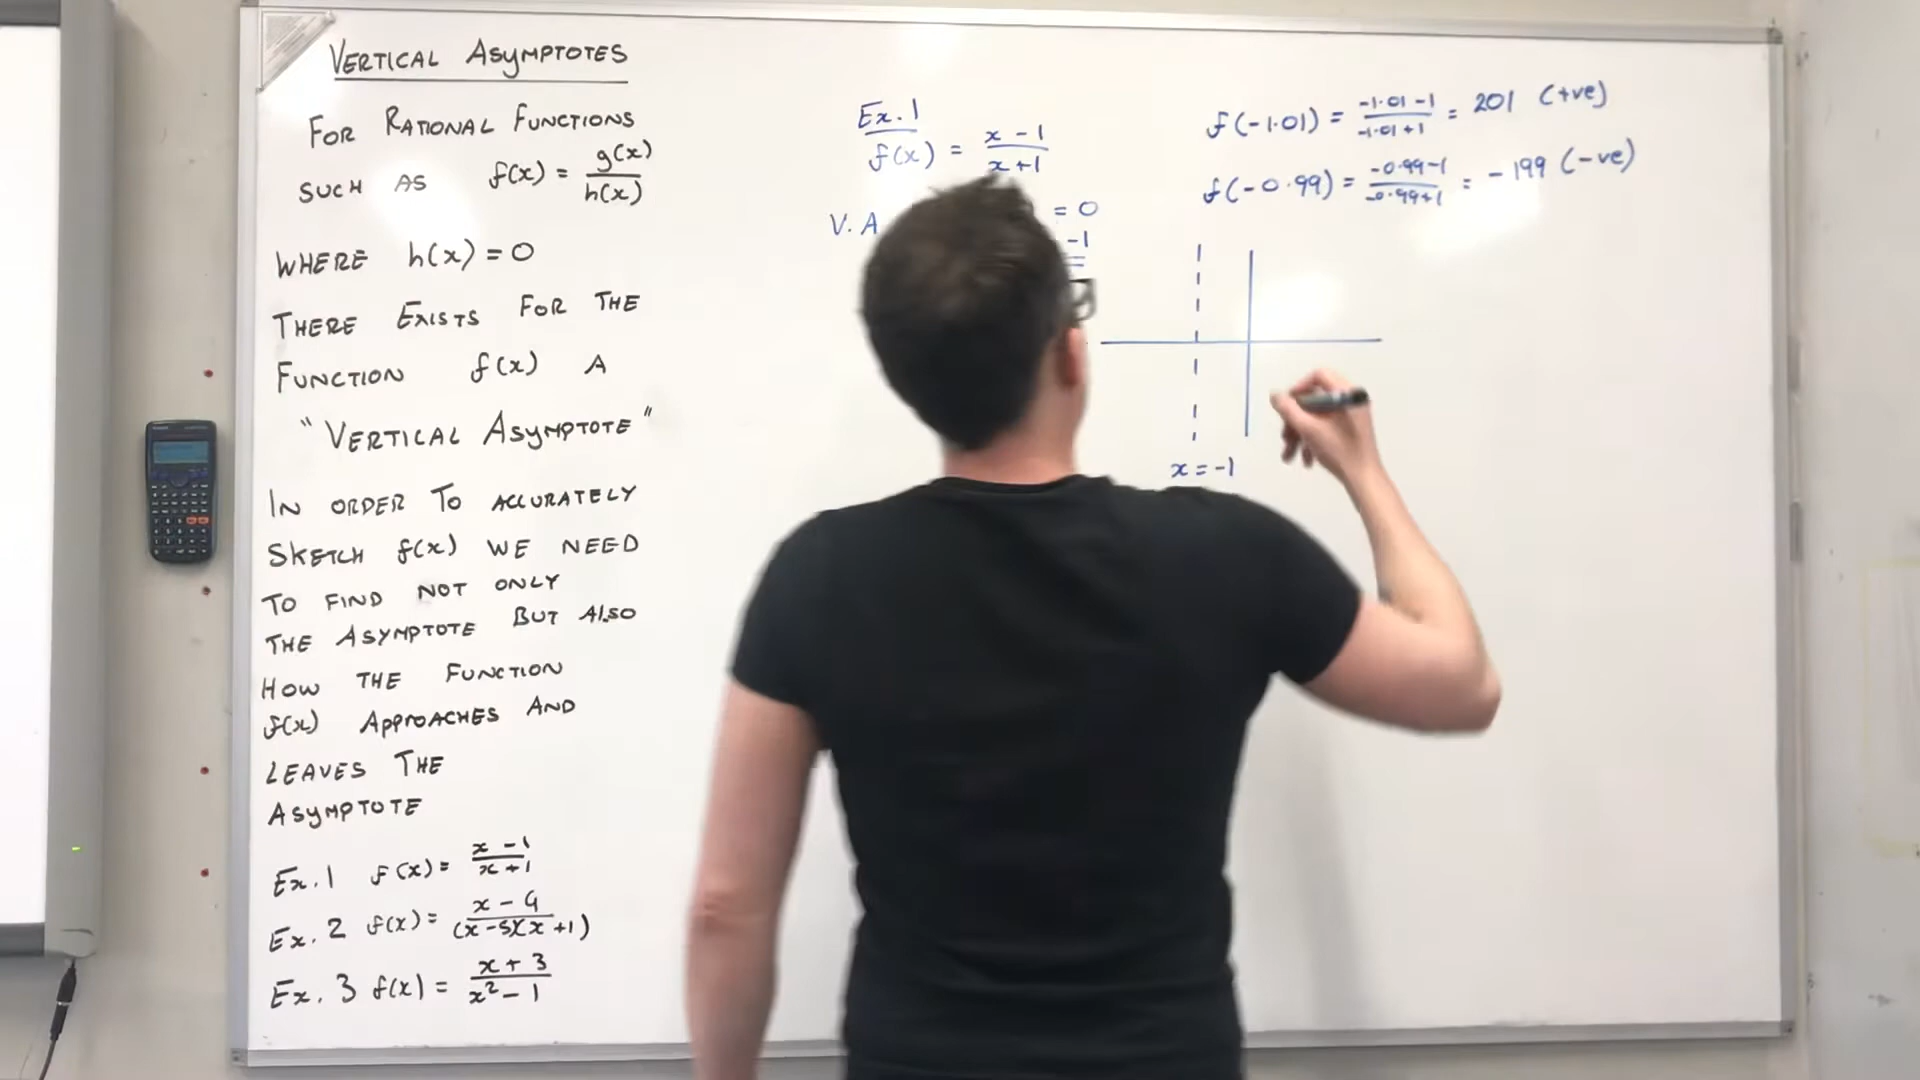 VERTICAL ASYMPTOTES
FOR RATIONAL FUNCTIONS
SUCH AS f(x) = g(x)/h(x)
WHERE h(x) = 0
THERE EXISTS FOR THE
FUNCTION f(x) A
"VERTICAL ASYMPTOTE"
IN ORDER TO ACCURATELY
SKETCH f(x) WE NEED
TO FIND NOT ONLY
THE ASYMPTOTE BUT ALSO
HOW THE FUNCTION
f(x) APPROACHES AND
LEAVES THE
ASYMPTOTE
Ex. 1 f(x) = x - 1/x + 1
Ex. 2 f(x) = x - 4/(x - 5)(x + 1)
Ex. 3 f(x) = x + 3/x² - 1
Ex. 1
f(x) = x - 1/x + 1
V.A
= 0
-1
f(-1.01) = -1.01 - 1/-1.01 + 1 = 201 (+ve)
f(-0.99) = -0.99 - 1/-0.99 + 1 = -199 (-ve)
x = -1